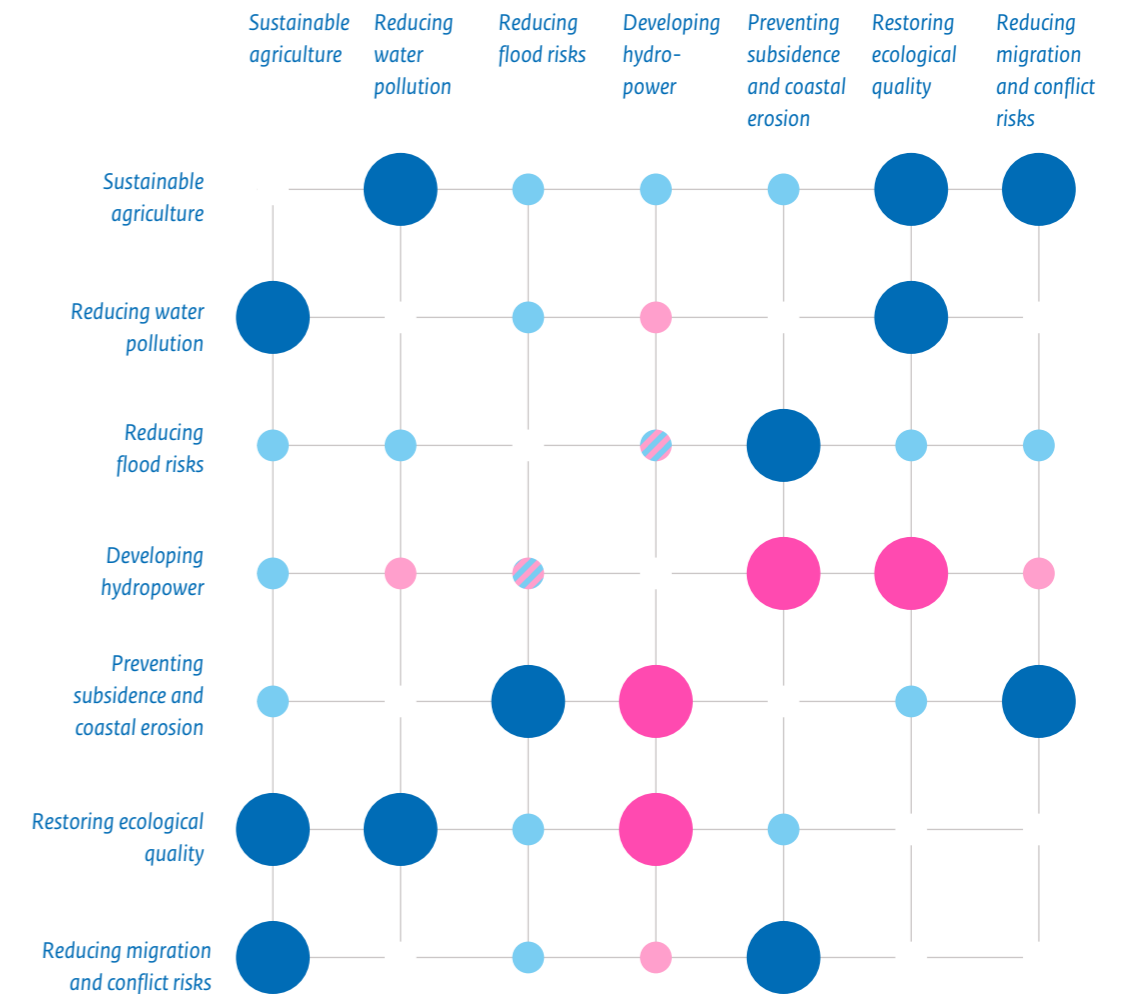 Sustainable
agriculture
Reducing
water
pollution
Reducing
flood risks
Developing
hydro-
power
Preventing
subsidence
and coastal
erosion
Restoring
ecological
quality
Reducing
migration
and conflict
risks
Sustainable
agriculture
Reducing water
pollution
Reducing
flood risks
Developing
hydropower
Preventing
subsidence and
coastal erosion
Restoring ecological
quality
Reducing migration
and conflict risks